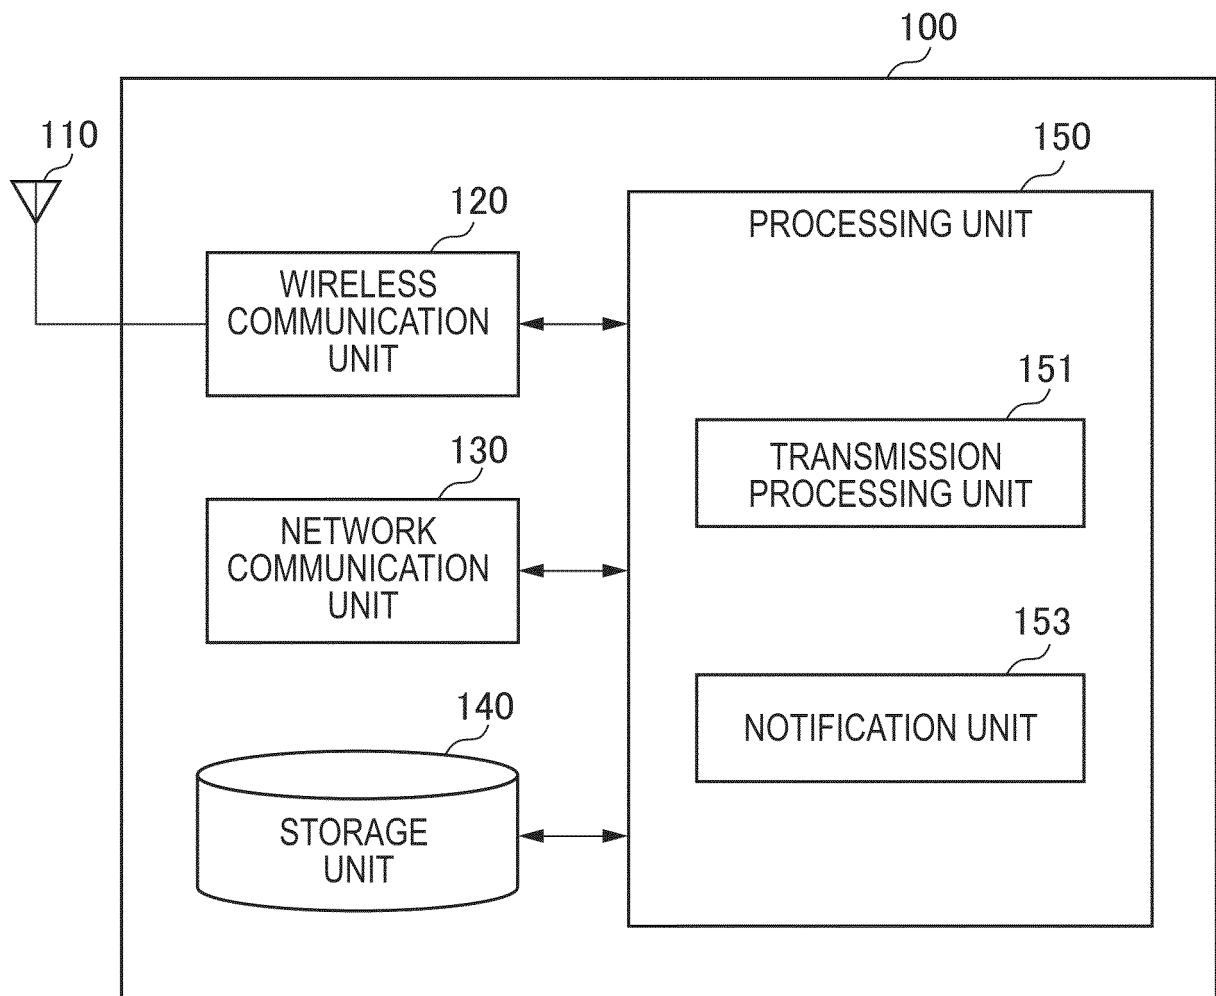 100
110
150
PROCESSING UNIT
120
WIRELESS
COMMUNICATION
UNIT
151
TRANSMISSION
PROCESSING UNIT
130
NETWORK
COMMUNICATION
UNIT
153
NOTIFICATION UNIT
140
STORAGE
UNIT